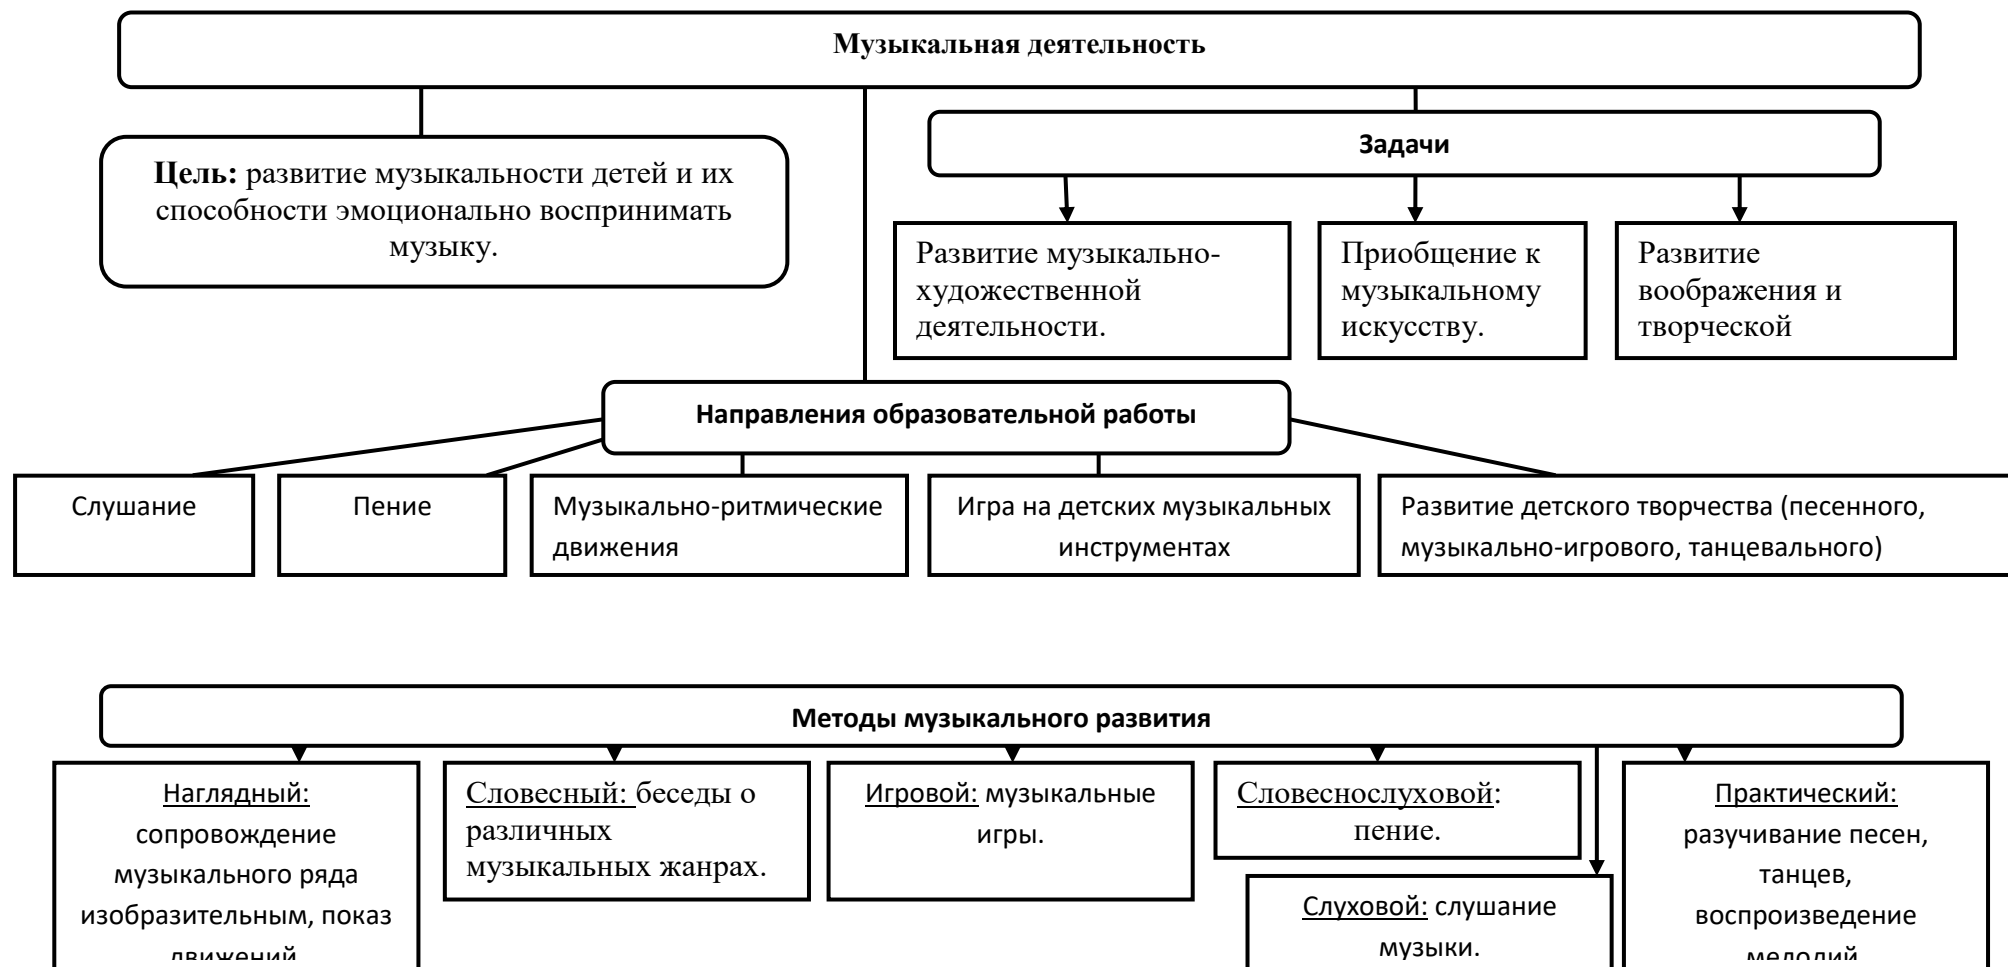 Музыкальная деятельность
Цель: развитие музыкальности детей и их
способности эмоционально воспринимать
музыку.
Задачи
Развитие музыкально-
художественной
деятельности.
Приобщение к
музыкальному
искусству.
Развитие
воображения и
творческой
Направления образовательной работы
Слушание
Пение
Музыкально-ритмические
движения
Игра на детских музыкальных
инструментах
Развитие детского творчества (песенного,
музыкально-игрового, танцевального)
Методы музыкального развития
Наглядный:
сопровождение
музыкального ряда
изобразительным, показ
движений
Словесный: беседы о
различных
музыкальных жанрах.
Игровой: музыкальные
игры.
Словеснослуховой:
пение.
Слуховой: слушание
музыки.
Практический:
разучивание песен,
танцев,
воспроизведение
мелодий